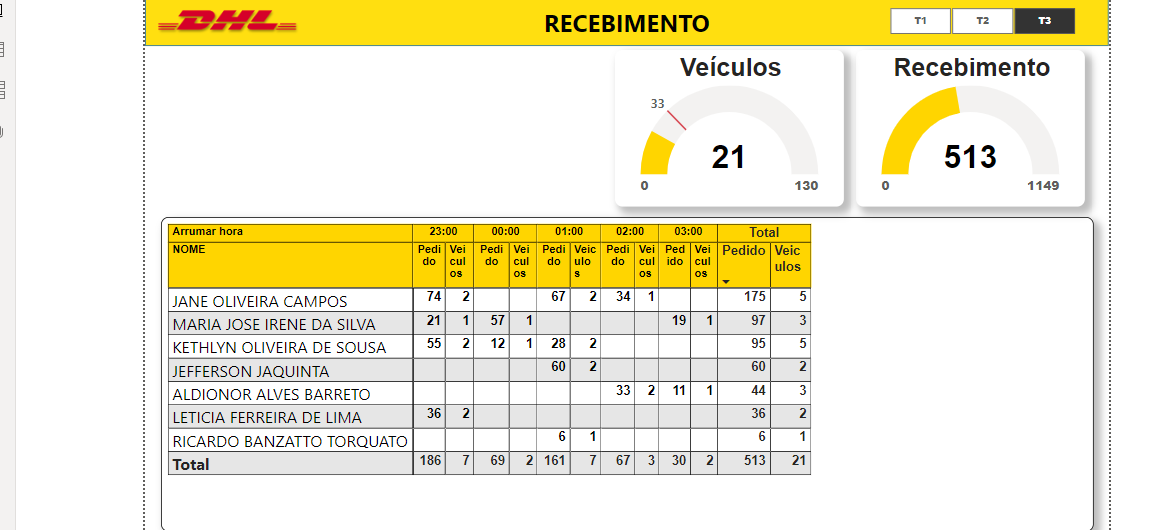 DHL RECEBIMENTO T1 T2 T3
Veículos
33
21
0 130
Recebimento
513
0 1149
Arrumar hora 23:00 00:00 01:00 02:00 03:00 Total
NOME Pedido Veiculos Pedido Veiculos Pedido Veiculos Pedido Veiculos Pedido Veiculos Pedido Veiculos
JANE OLIVEIRA CAMPOS 74 2 67 2 34 1 175 5
MARIA JOSE IRENE DA SILVA 21 1 57 1 19 1 97 3
KETHLYN OLIVEIRA DE SOUSA 55 2 12 1 28 2 95 5
JEFFERSON JAQUINTA 60 2 60 2
ALDIONOR ALVES BARRETO 33 2 11 1 44 3
LETICIA FERREIRA DE LIMA 36 2 36 2
RICARDO BANZATTO TORQUATO 6 1 6 1
Total 186 7 69 2 161 7 67 3 30 2 513 21